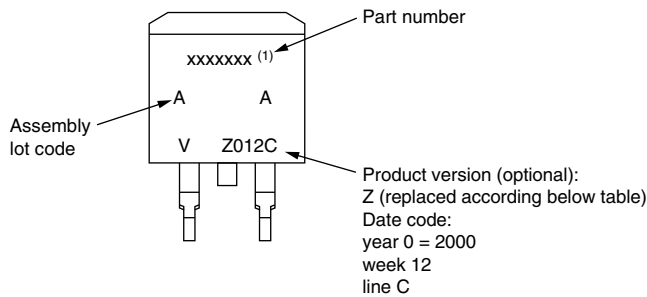 Part number
xxxxxxx (1)
A A
Assembly
lot code
V Z012C
Product version (optional):
Z (replaced according below table)
Date code:
year 0 = 2000
week 12
line C